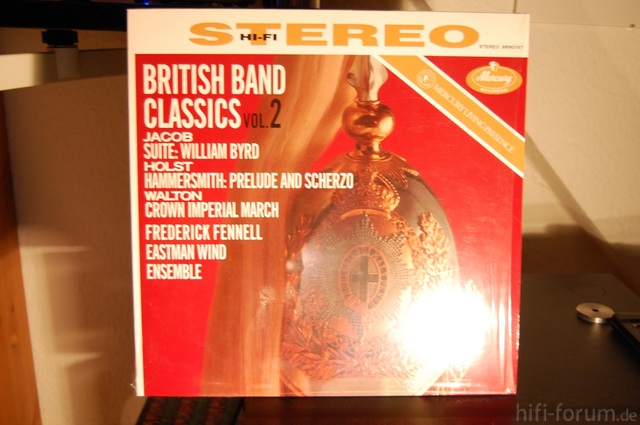 STEREO
HI-FI
STEREO SR90197
BRITISH BAND
CLASSICS VOL. 2
JACOB
SUITE: WILLIAM BYRD
HOLST
HAMMERSMITH: PRELUDE AND SCHERZO
WALTON
CROWN IMPERIAL MARCH
FREDERICK FENNELL
EASTMAN WIND
ENSEMBLE
MERCURY LIVING PRESENCE
Mercury
hifi-forum.de